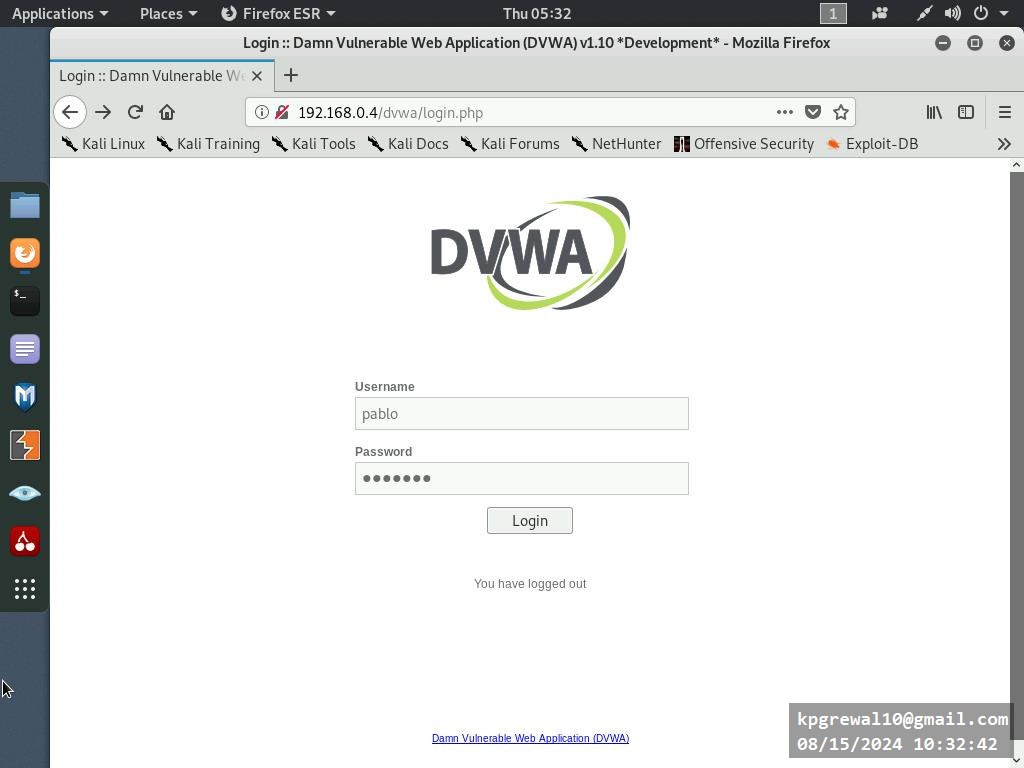 Applications Places Firefox ESR Thu 05:32 1
Login :: Damn Vulnerable Web Application (DVWA) v1.10 *Development* - Mozilla Firefox
Login :: Damn Vulnerable We
192.168.0.4/dvwa/login.php
Kali Linux Kali Training Kali Tools Kali Docs Kali Forums NetHunter Offensive Security Exploit-DB
DVWA
Username
pablo
Password
Login
You have logged out
Damn Vulnerable Web Application (DVWA)
kpgrewal10@gmail.com
08/15/2024 10:32:42